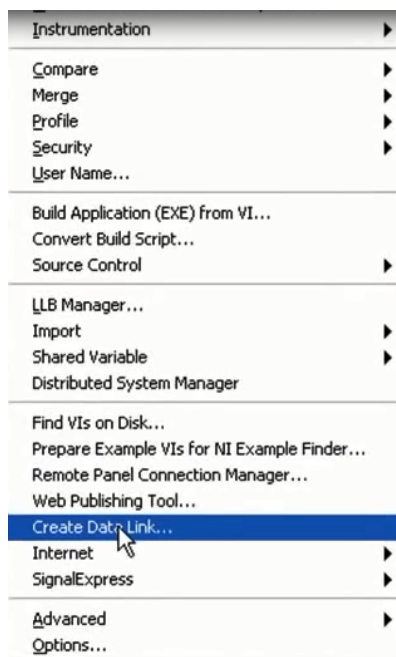 Instrumentation
Compare
Merge
Profile
Security
User Name...
Build Application (EXE) from VI...
Convert Build Script...
Source Control
LLB Manager...
Import
Shared Variable
Distributed System Manager
Find VIs on Disk...
Prepare Example VIs for NI Example Finder...
Remote Panel Connection Manager...
Web Publishing Tool...
Create Data Link...
Internet
SignalExpress
Advanced
Options...